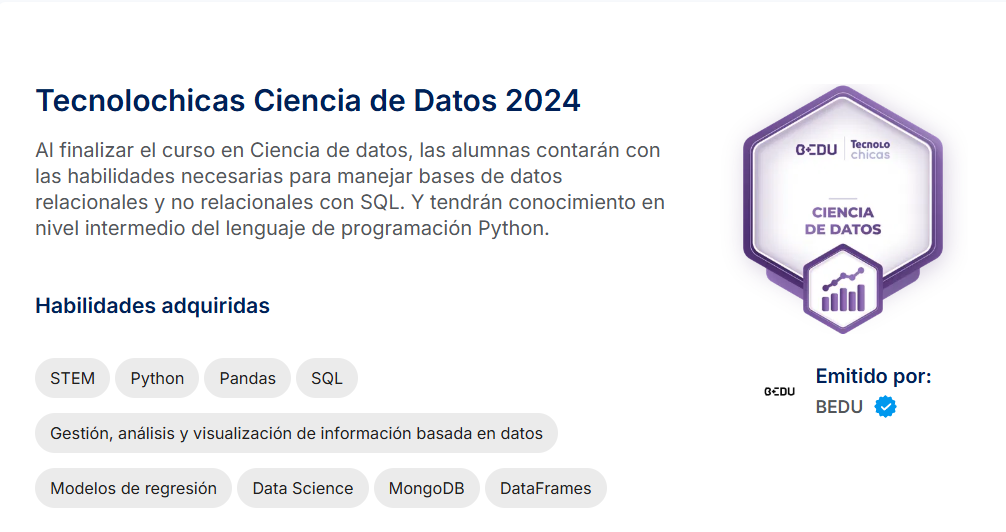 Tecnolochicas Ciencia de Datos 2024
Al finalizar el curso en Ciencia de datos, las alumnas contarán con
las habilidades necesarias para manejar bases de datos
relacionales y no relacionales con SQL. Y tendrán conocimiento en
nivel intermedio del lenguaje de programación Python.
Habilidades adquiridas
STEM Python Pandas SQL
Gestión, análisis y visualización de información basada en datos
Modelos de regresión Data Science MongoDB DataFrames
BEDU Tecnolo
chicas
CIENCIA
DE DATOS
BEDU
Emitido por:
BEDU